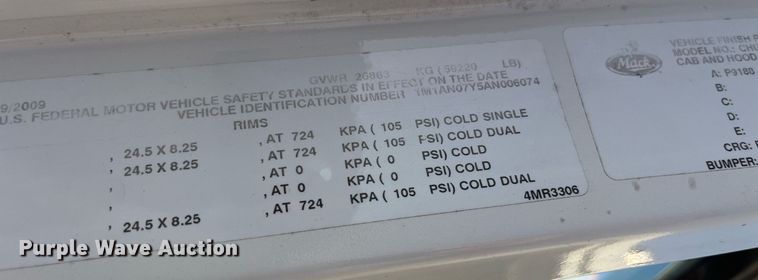 9/2009
GVWR 26863 KG ( 59220 LB)
U.S. FEDERAL MOTOR VEHICLE SAFETY STANDARDS IN EFFECT ON THE DATE
VEHICLE IDENTIFICATION NUMBER 1M1AN07Y5AN006074
RIMS
, 24.5 X 8.25 , AT 724 KPA ( 105 PSI) COLD SINGLE
, 24.5 X 8.25 , AT 724 KPA ( 105 PSI) COLD DUAL
, , AT 0 KPA ( 0 PSI) COLD
, , AT 0 KPA ( 0 PSI) COLD
, 24.5 X 8.25 , AT 724 KPA ( 105 PSI) COLD DUAL
4MR3306
Mack
VEHICLE FINISH
MODEL NO.: CHU
CAB AND HOOD
A: P9180
B:
C:
D:
E:
CRG:
BUMPER:
Purple Wave Auction